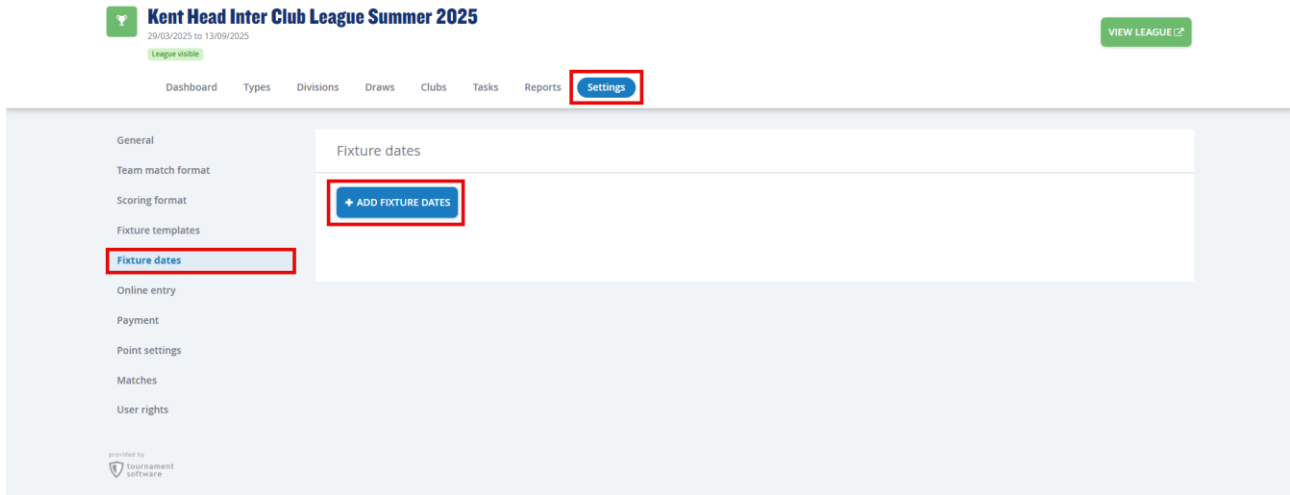 Kent Head Inter Club League Summer 2025
29/03/2025 to 13/09/2025
League visible
VIEW LEAGUE
Dashboard Types Divisions Draws Clubs Tasks Reports Settings
General
Team match format
Scoring format
Fixture templates
Fixture dates
Online entry
Payment
Point settings
Matches
User rights
Fixture dates
+ ADD FIXTURE DATES
provided by
tournament
software